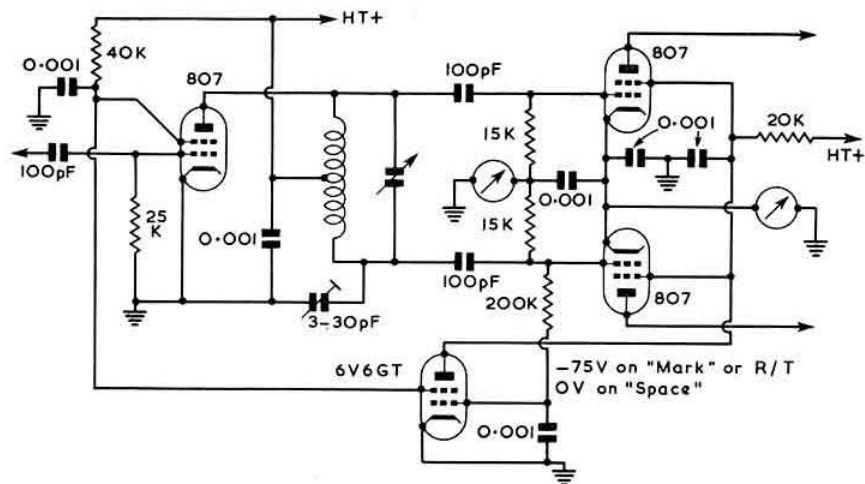 HT+
40K
0·001
807
100pF
807
0·001
20K
HT+
15K
100pF
25
K
0·001
0·001
15K
100pF
200K
807
3–30pF
6V6GT
–75V on "Mark" or R/T
0V on "Space"
0·001